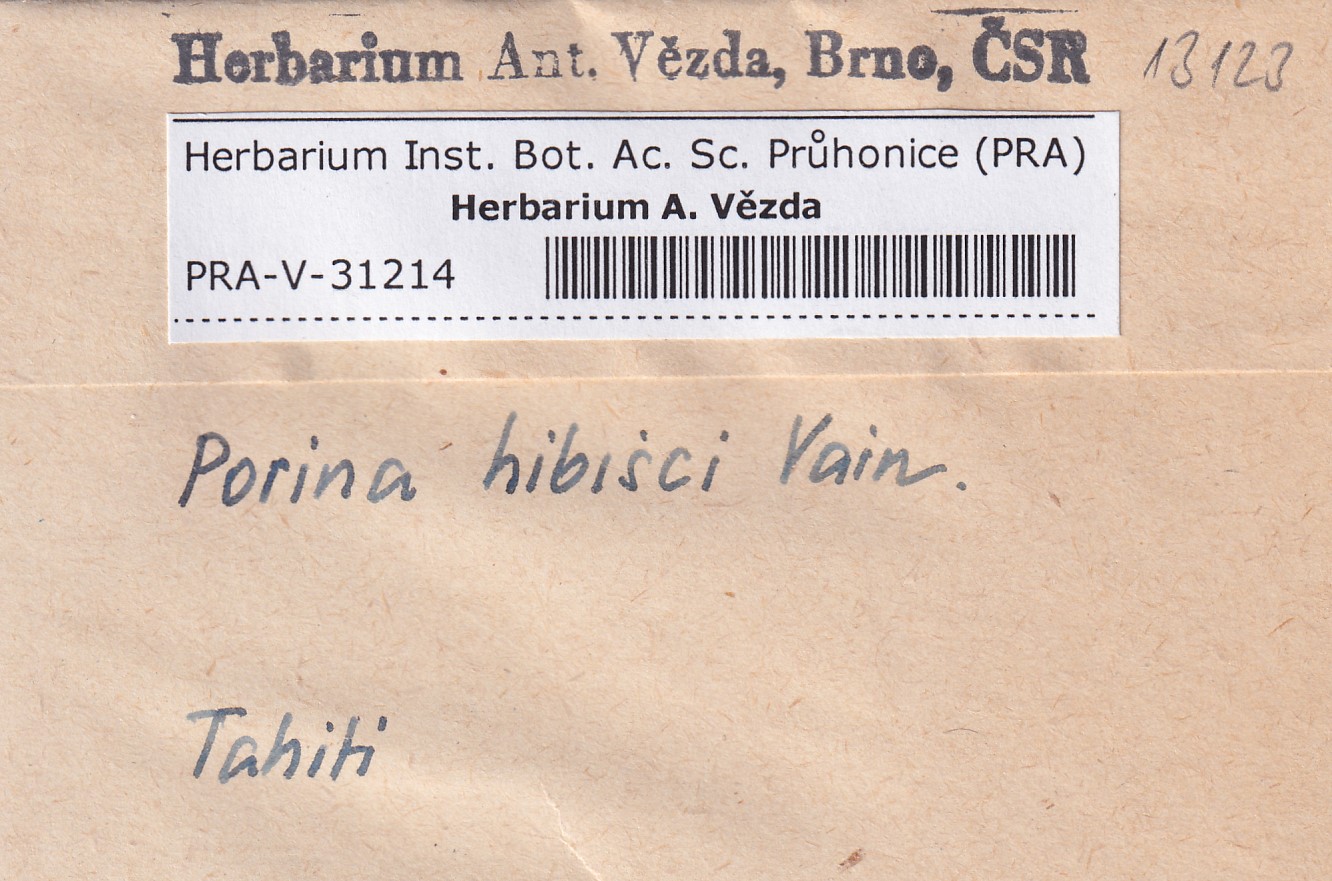 Herbarium Ant. Vězda, Brno, ČSR 13123
Herbarium Inst. Bot. Ac. Sc. Průhonice (PRA)
Herbarium A. Vězda
PRA-V-31214
Porina hibisci Vain.
Tahiti